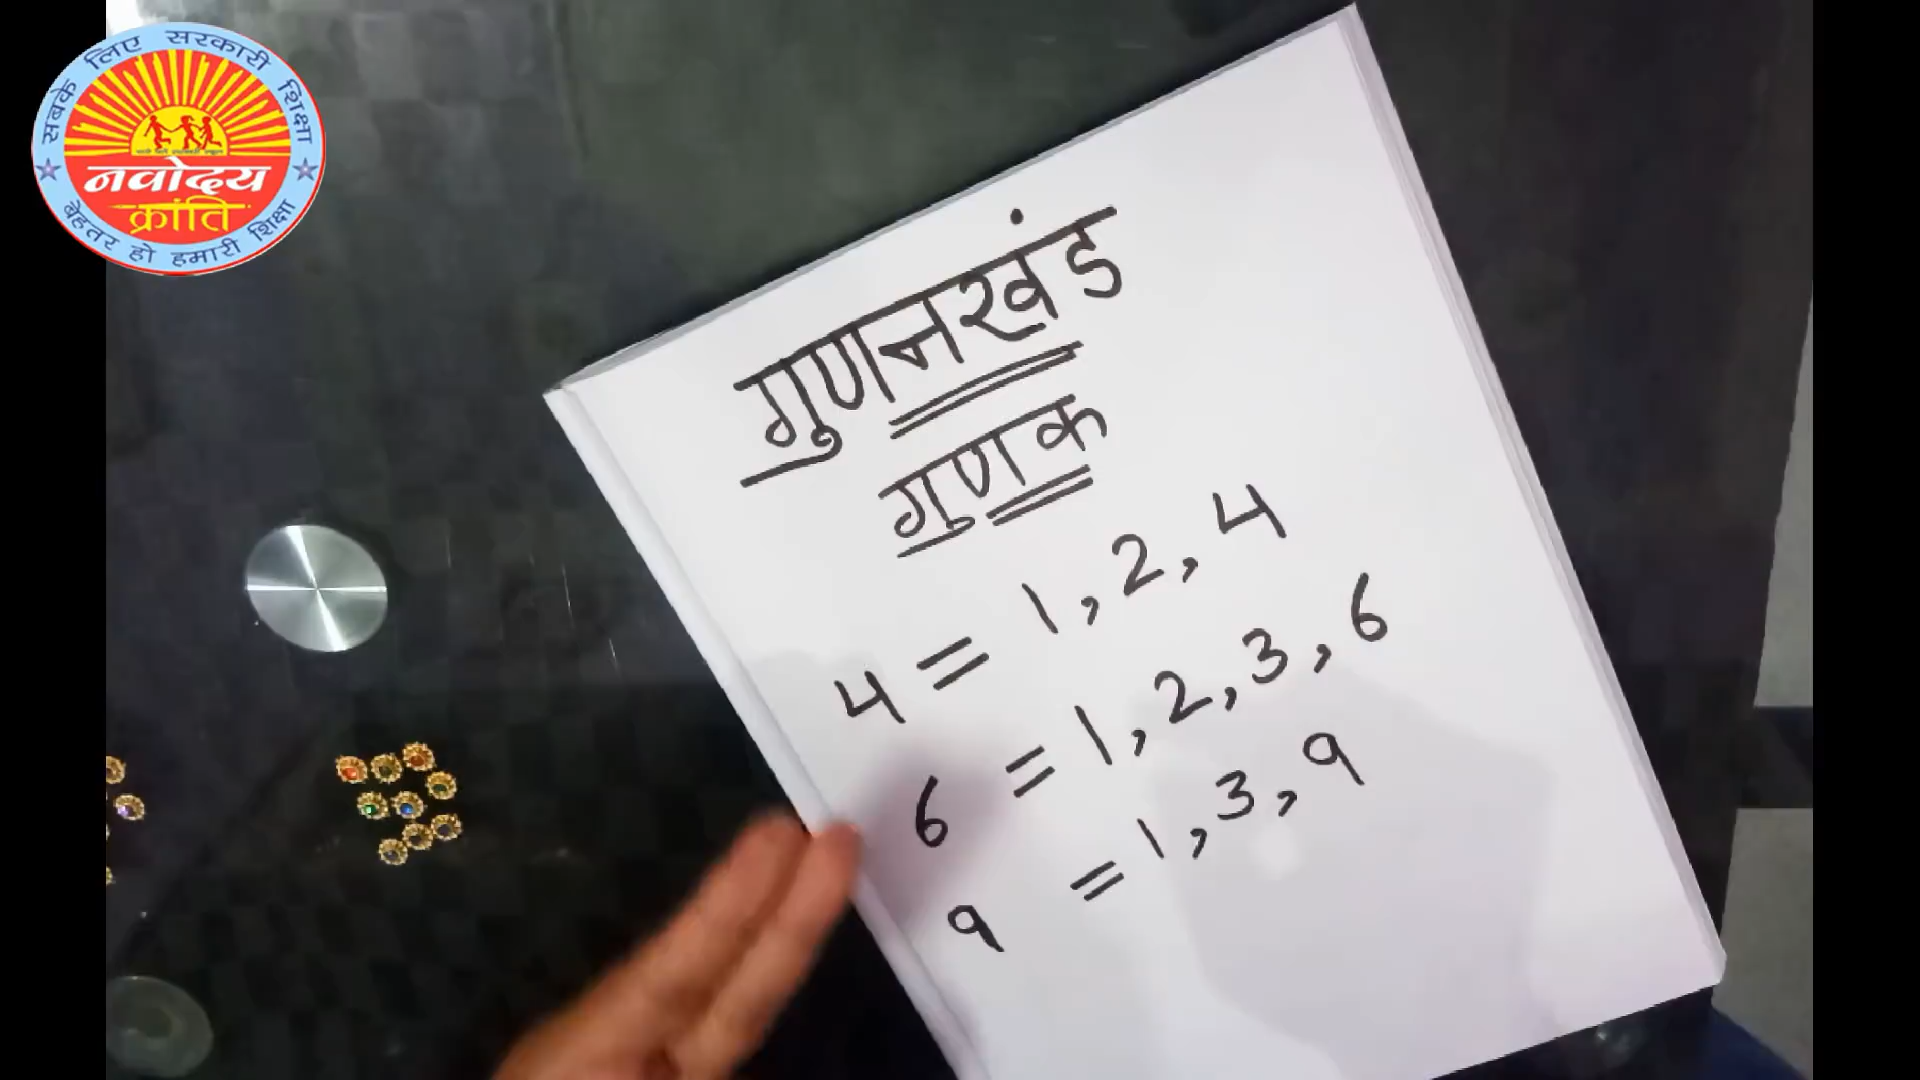 सबके लिए सरकारी शिक्षा
नवोदय
क्रांति
बेहतर हो हमारी शिक्षा
गुणनखंड
गुणक
4 = 1, 2, 4
6 = 1, 2, 3, 6
9 = 1, 3, 9